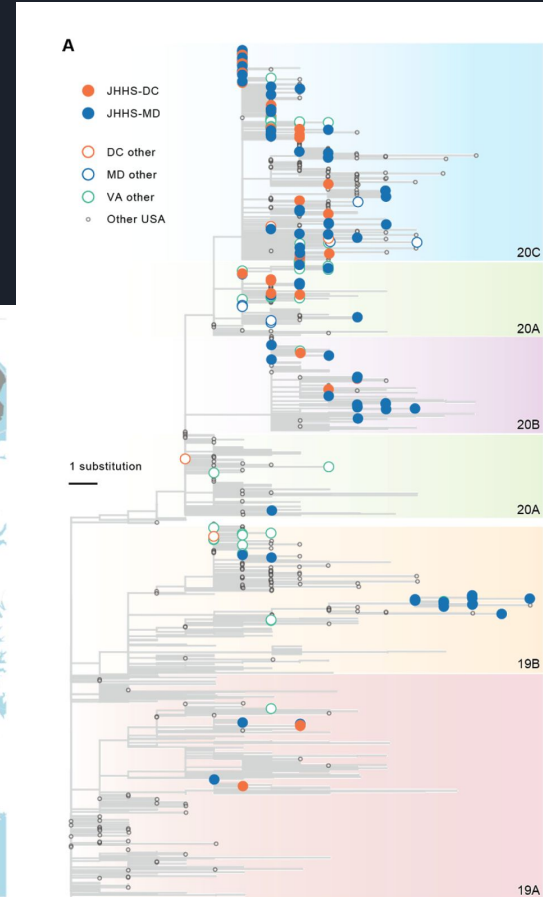 A
JHHS-DC
JHHS-MD
DC other
MD other
VA other
Other USA
20C
20A
20B
1 substitution
20A
19B
19A